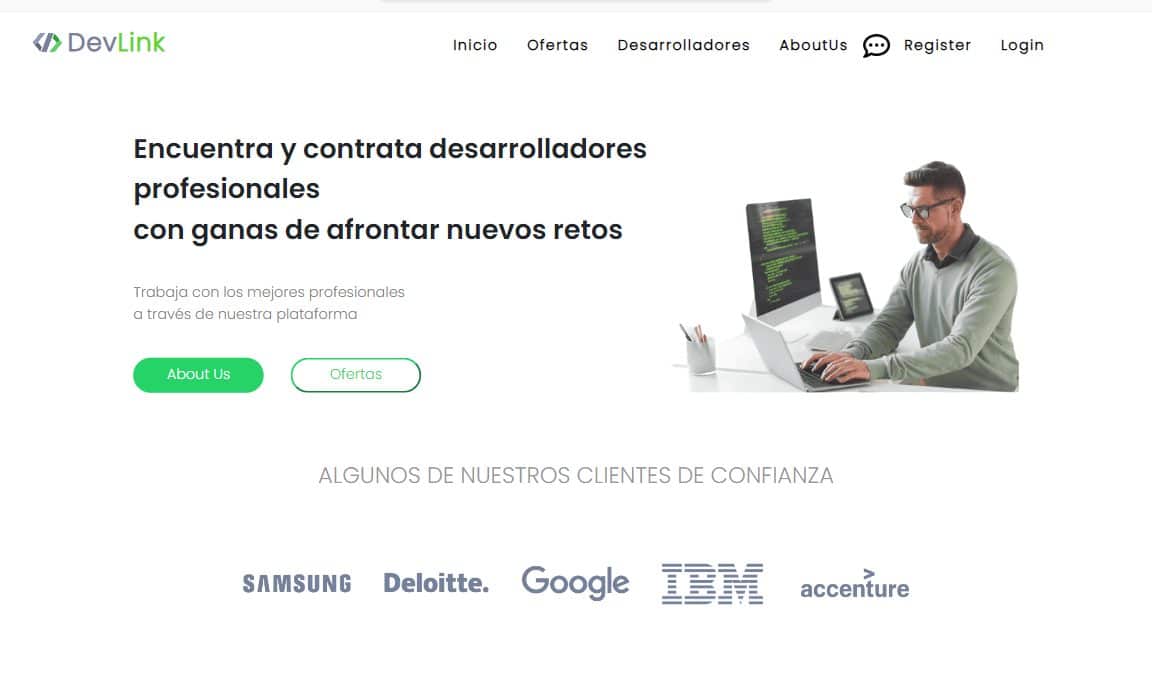 DevLink
Inicio Ofertas Desarrolladores AboutUs Register Login
Encuentra y contrata desarrolladores
profesionales
con ganas de afrontar nuevos retos
Trabaja con los mejores profesionales
a través de nuestra plataforma
About Us Ofertas
ALGUNOS DE NUESTROS CLIENTES DE CONFIANZA
SAMSUNG Deloitte. Google IBM accenture